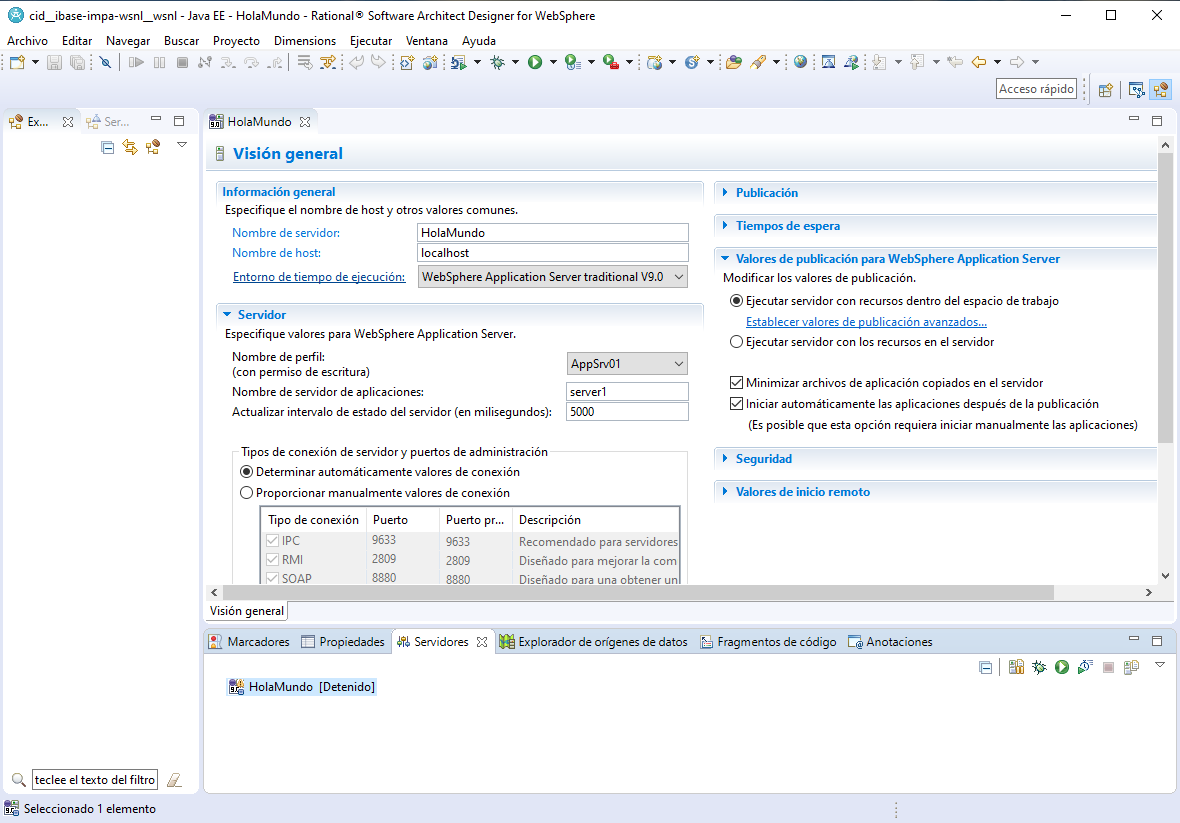 cid__ibase-impa-wsnl__wsnl - Java EE - HolaMundo - Rational® Software Architect Designer for WebSphere
Archivo Editar Navegar Buscar Proyecto Dimensions Ejecutar Ventana Ayuda
Acceso rápido
Ex...
Ser...
HolaMundo
Visión general
Información general
Especifique el nombre de host y otros valores comunes.
Nombre de servidor: HolaMundo
Nombre de host: localhost
Entorno de tiempo de ejecución: WebSphere Application Server traditional V9.0
Servidor
Especifique valores para WebSphere Application Server.
Nombre de perfil: AppSrv01
(con permiso de escritura)
Nombre de servidor de aplicaciones: server1
Actualizar intervalo de estado del servidor (en milisegundos): 5000
Tipos de conexión de servidor y puertos de administración
Determinar automáticamente valores de conexión
Proporcionar manualmente valores de conexión
Tipo de conexión Puerto Puerto pr... Descripción
IPC 9633 9633 Recomendado para servidores
RMI 2809 2809 Diseñado para mejorar la com
SOAP 8880 8880 Diseñado para una obtener un
Publicación
Tiempos de espera
Valores de publicación para WebSphere Application Server
Modificar los valores de publicación.
Ejecutar servidor con recursos dentro del espacio de trabajo
Establecer valores de publicación avanzados...
Ejecutar servidor con los recursos en el servidor
Minimizar archivos de aplicación copiados en el servidor
Iniciar automáticamente las aplicaciones después de la publicación
(Es posible que esta opción requiera iniciar manualmente las aplicaciones)
Seguridad
Valores de inicio remoto
Visión general
Marcadores Propiedades Servidores Explorador de orígenes de datos Fragmentos de código Anotaciones
HolaMundo [Detenido]
teclee el texto del filtro
Seleccionado 1 elemento